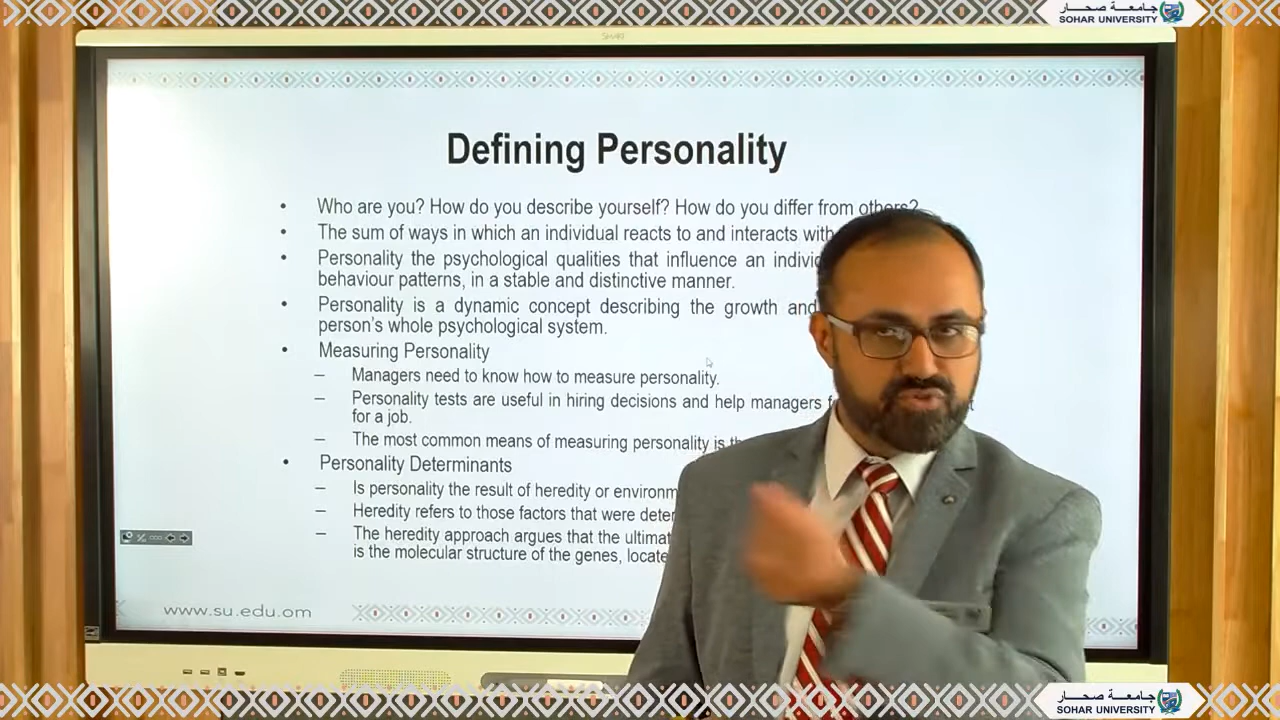 جامعة صحار
SOHAR UNIVERSITY
SMART
Defining Personality
• Who are you? How do you describe yourself? How do you differ from others?
• The sum of ways in which an individual reacts to and interacts with
• Personality the psychological qualities that influence an
behaviour patterns, in a stable and distinctive manner.
• Personality is a dynamic concept describing the growth and
person's whole psychological system.
• Measuring Personality
– Managers need to know how to measure personality.
– Personality tests are useful in hiring decisions and help managers
for a job.
– The most common means of measuring personality is
• Personality Determinants
– Is personality the result of heredity or
– Heredity refers to those factors that were
– The heredity approach argues that the
is the molecular structure of the genes,
www.su.edu.om
جامعة صحار
SOHAR UNIVERSITY